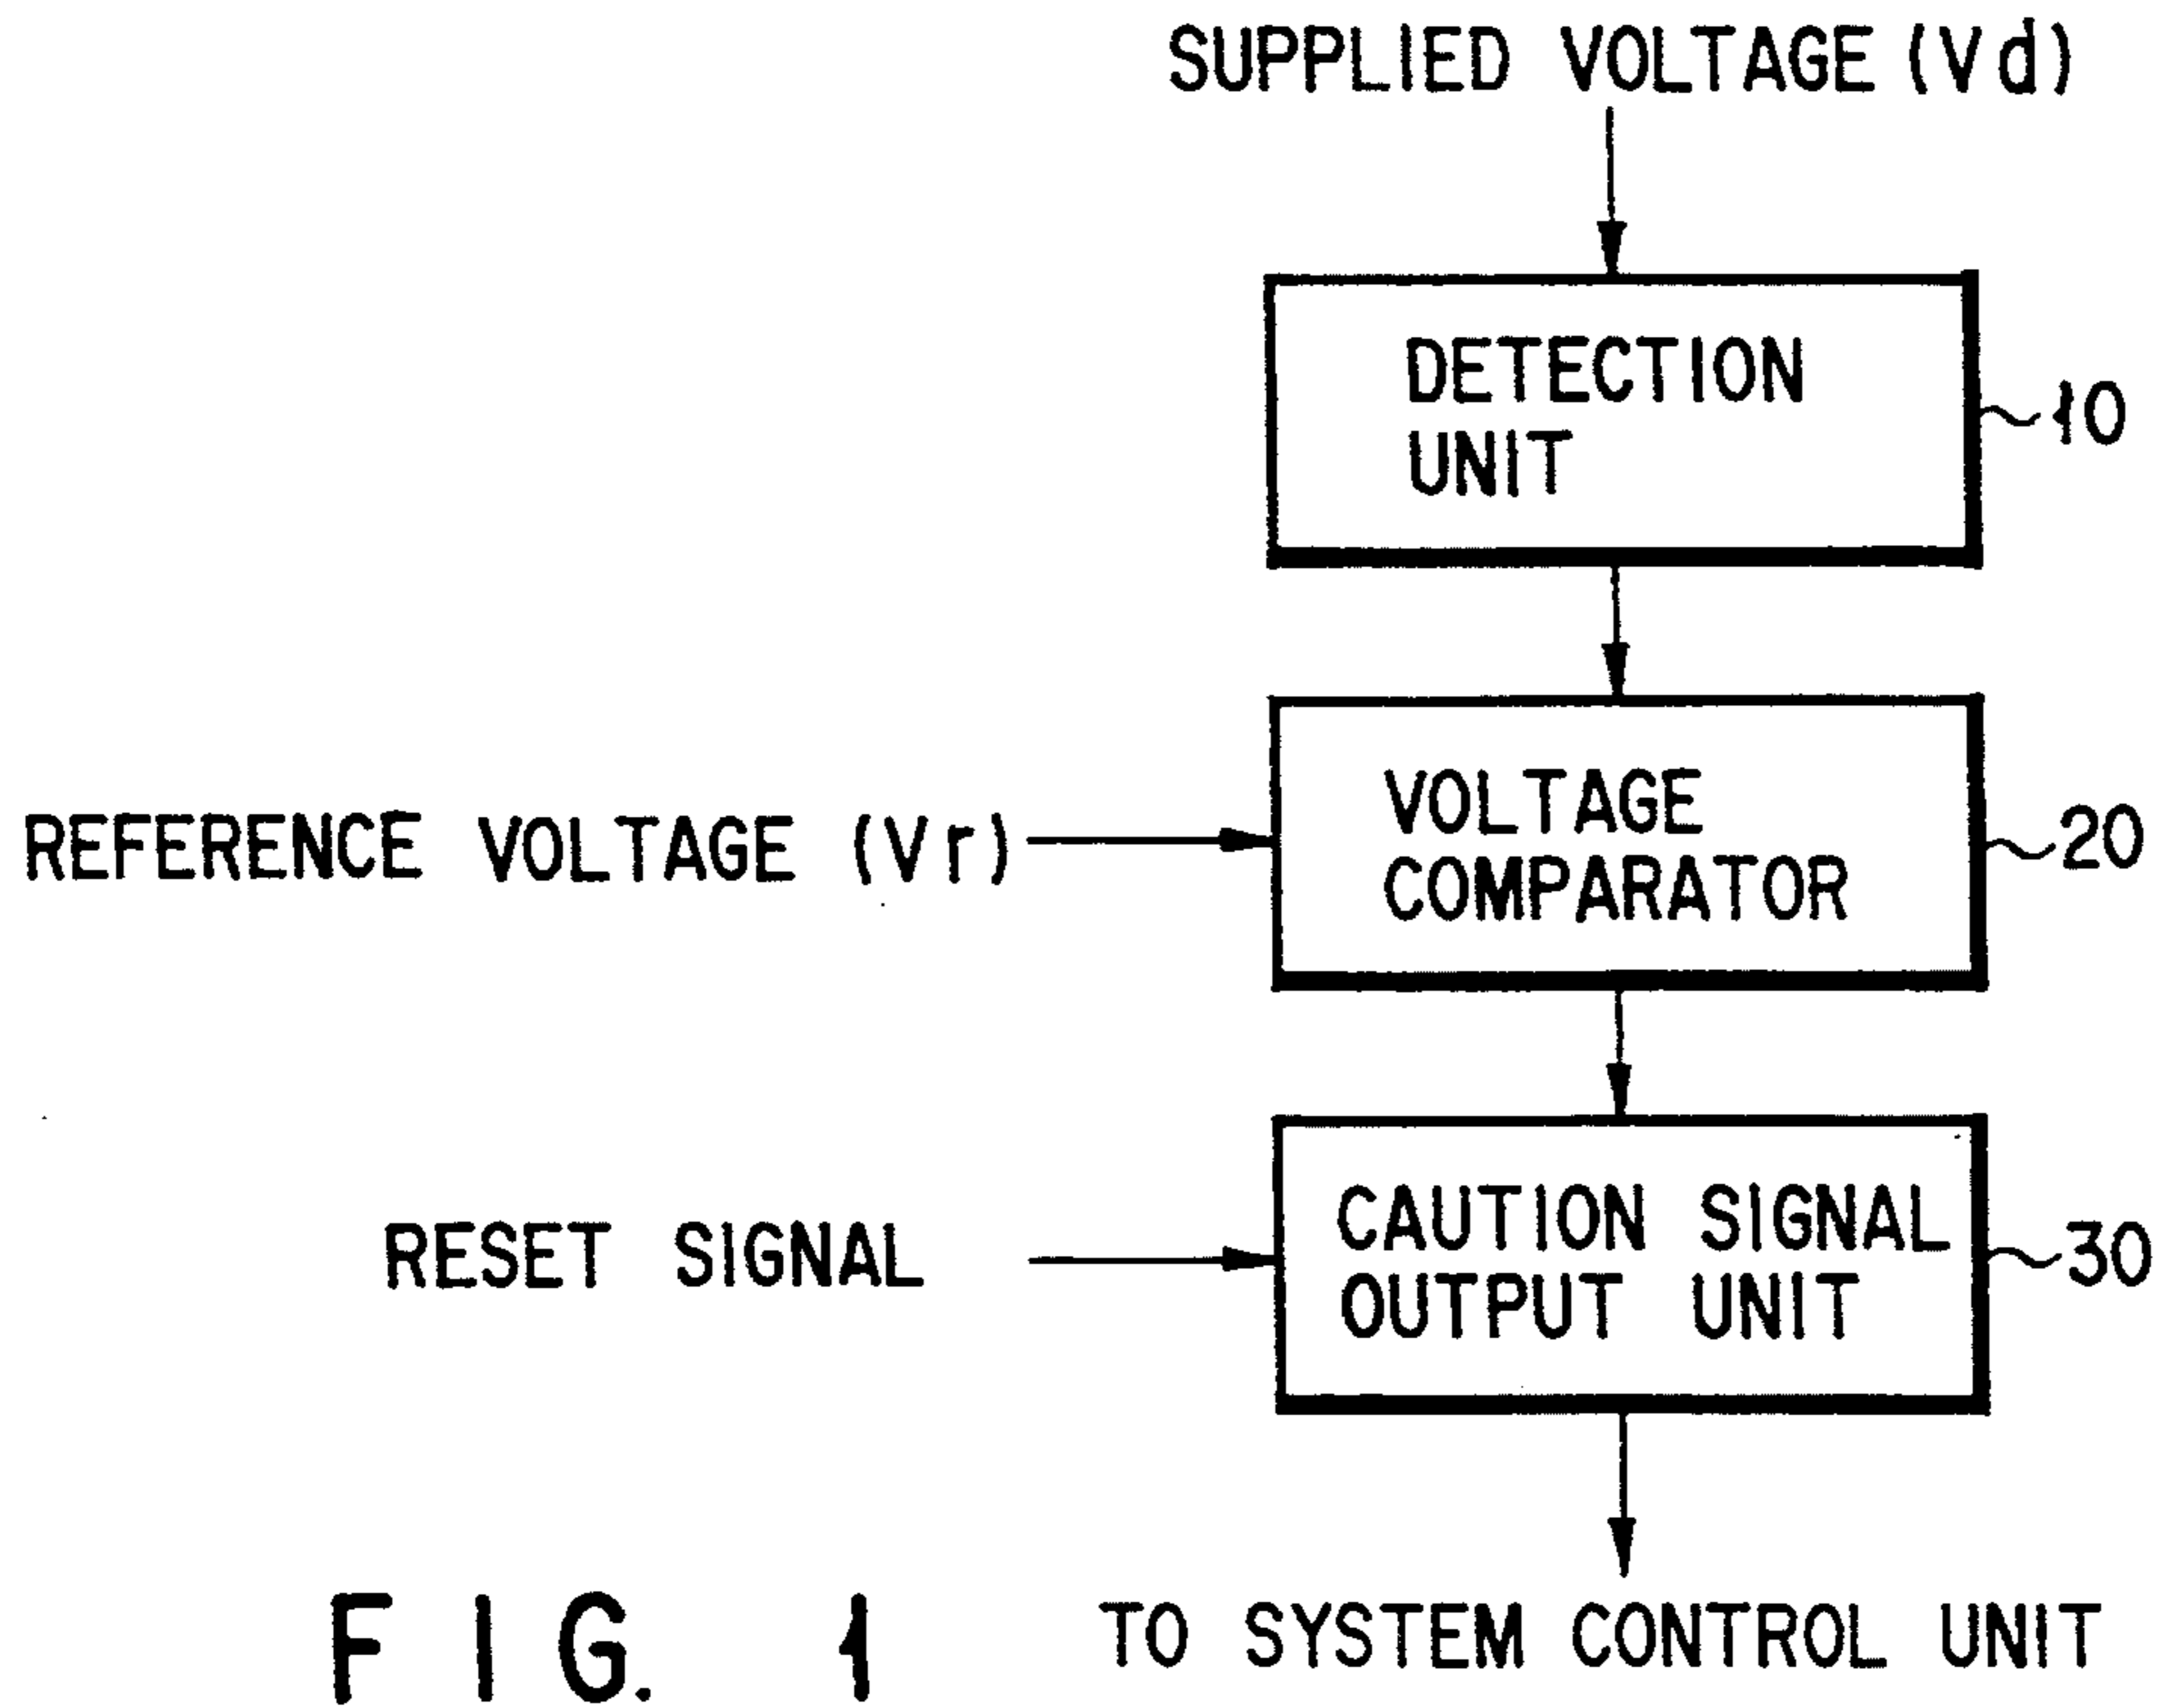 SUPPLIED VOLTAGE (Vd)
DETECTION
UNIT
10
VOLTAGE
COMPARATOR
20
REFERENCE VOLTAGE (Vr)
CAUTION SIGNAL
OUTPUT UNIT
30
RESET SIGNAL
TO SYSTEM CONTROL UNIT
FIG. 1